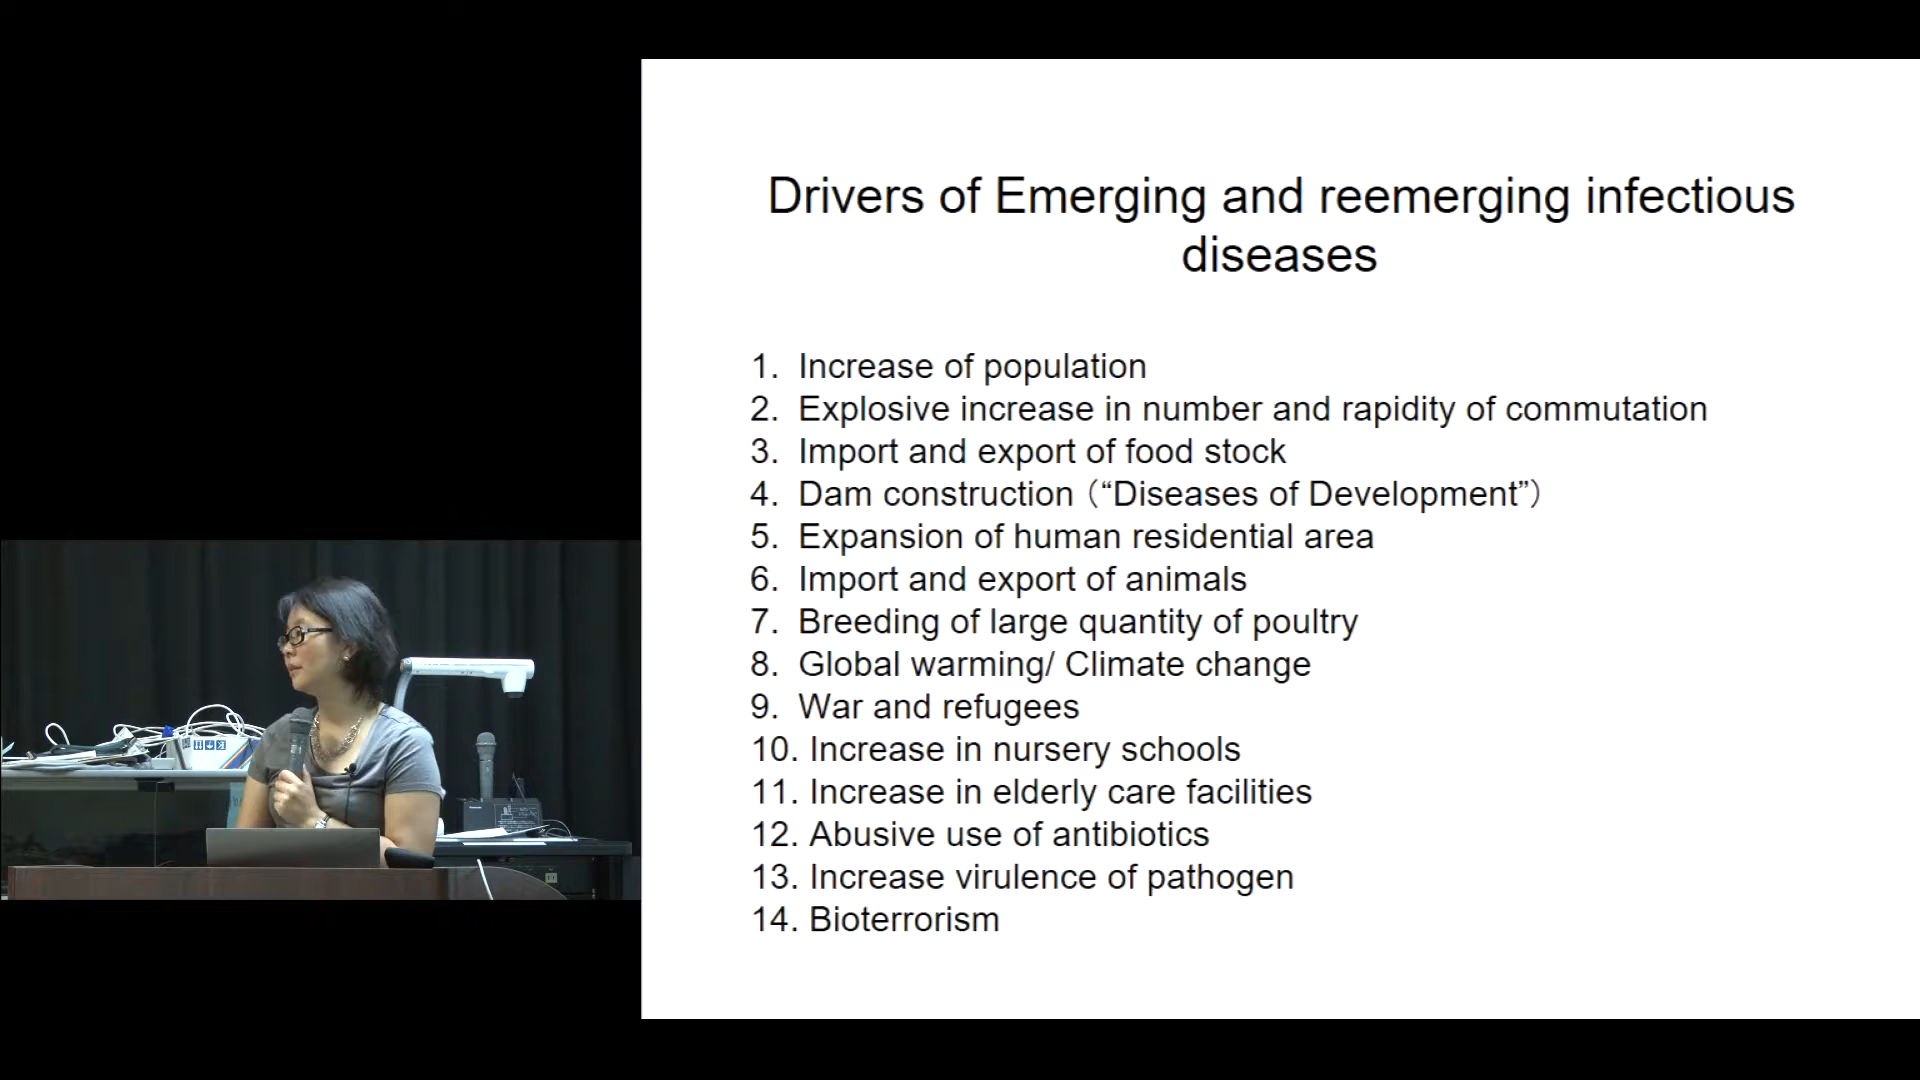 Drivers of Emerging and reemerging infectious
diseases
1. Increase of population
2. Explosive increase in number and rapidity of commutation
3. Import and export of food stock
4. Dam construction（“Diseases of Development”）
5. Expansion of human residential area
6. Import and export of animals
7. Breeding of large quantity of poultry
8. Global warming/ Climate change
9. War and refugees
10. Increase in nursery schools
11. Increase in elderly care facilities
12. Abusive use of antibiotics
13. Increase virulence of pathogen
14. Bioterrorism